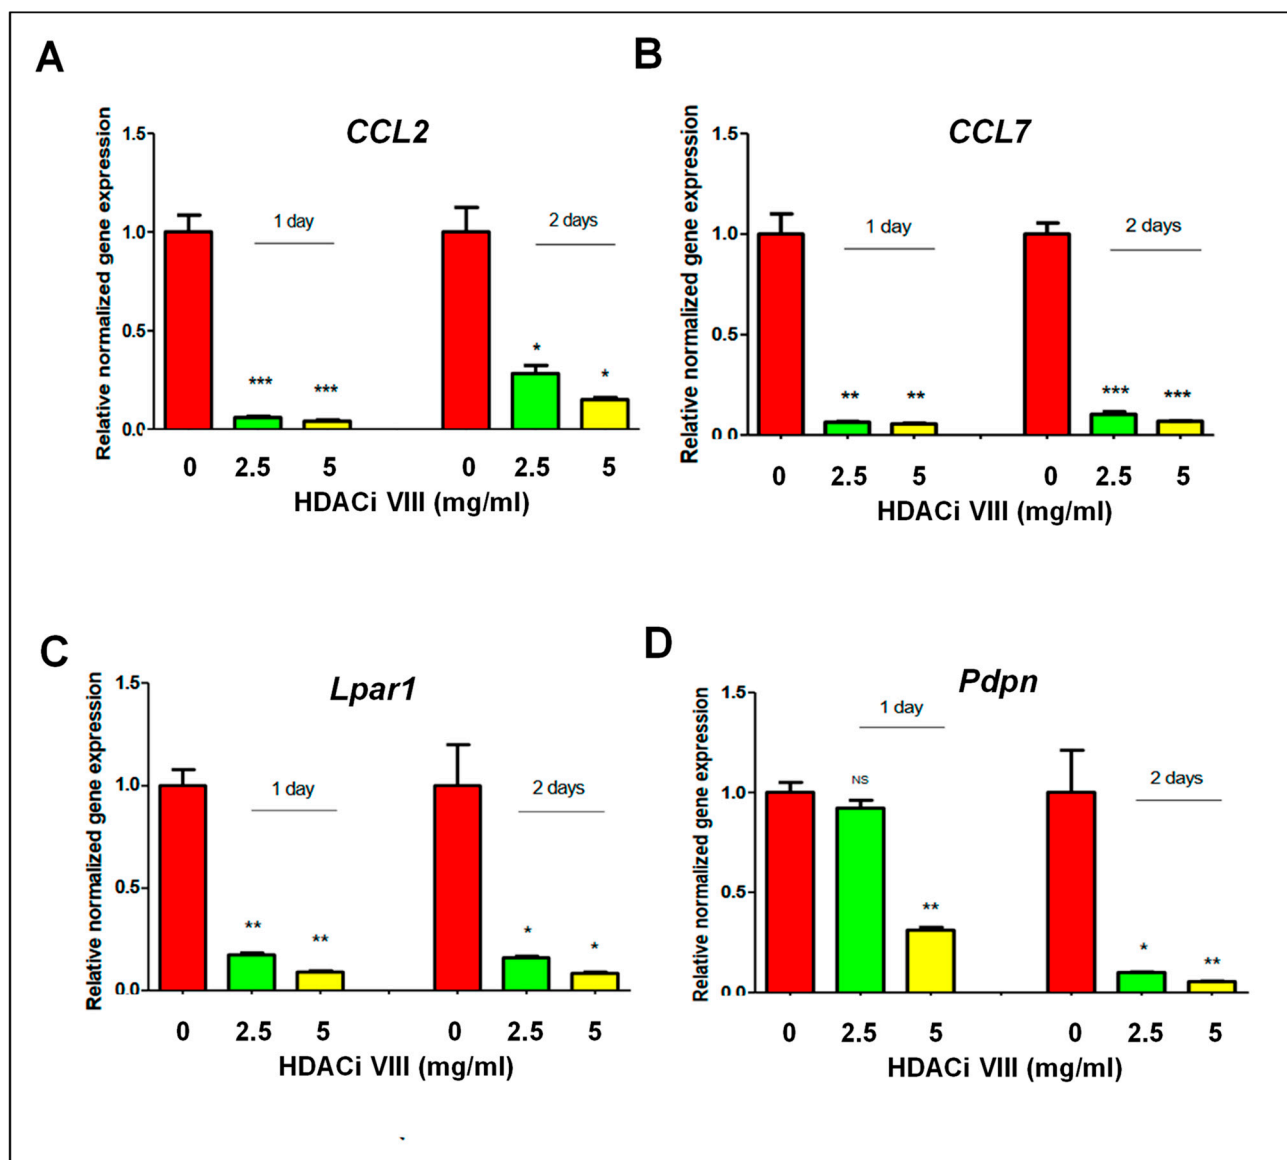 A
CCL2
Relative normalized gene expression
1.5
1.0
0.5
0.0
1 day
2 days
*** *** * *
0 2.5 5 0 2.5 5
HDACi VIII (mg/ml)
B
CCL7
Relative normalized gene expression
1.5
1.0
0.5
0.0
1 day
2 days
** ** *** ***
0 2.5 5 0 2.5 5
HDACi VIII (mg/ml)
C
Lpar1
Relative normalized gene expression
1.5
1.0
0.5
0.0
1 day
2 days
** ** * *
0 2.5 5 0 2.5 5
HDACi VIII (mg/ml)
D
Pdpn
Relative normalized gene expression
1.5
1.0
0.5
0.0
1 day
2 days
NS ** * **
0 2.5 5 0 2.5 5
HDACi VIII (mg/ml)